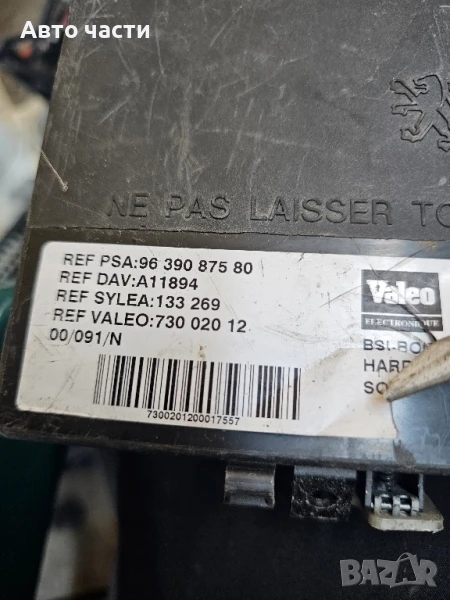 Авто части
NE PAS LAISSER TO
REF PSA:96 390 875 80
REF DAV:A11894
REF SYLEA:133 269
REF VALEO:730 020 12
00/091/N
7300201200017557
Valeo
ELECTRONIQUE
BSI-
HARD
SO
BAZAR